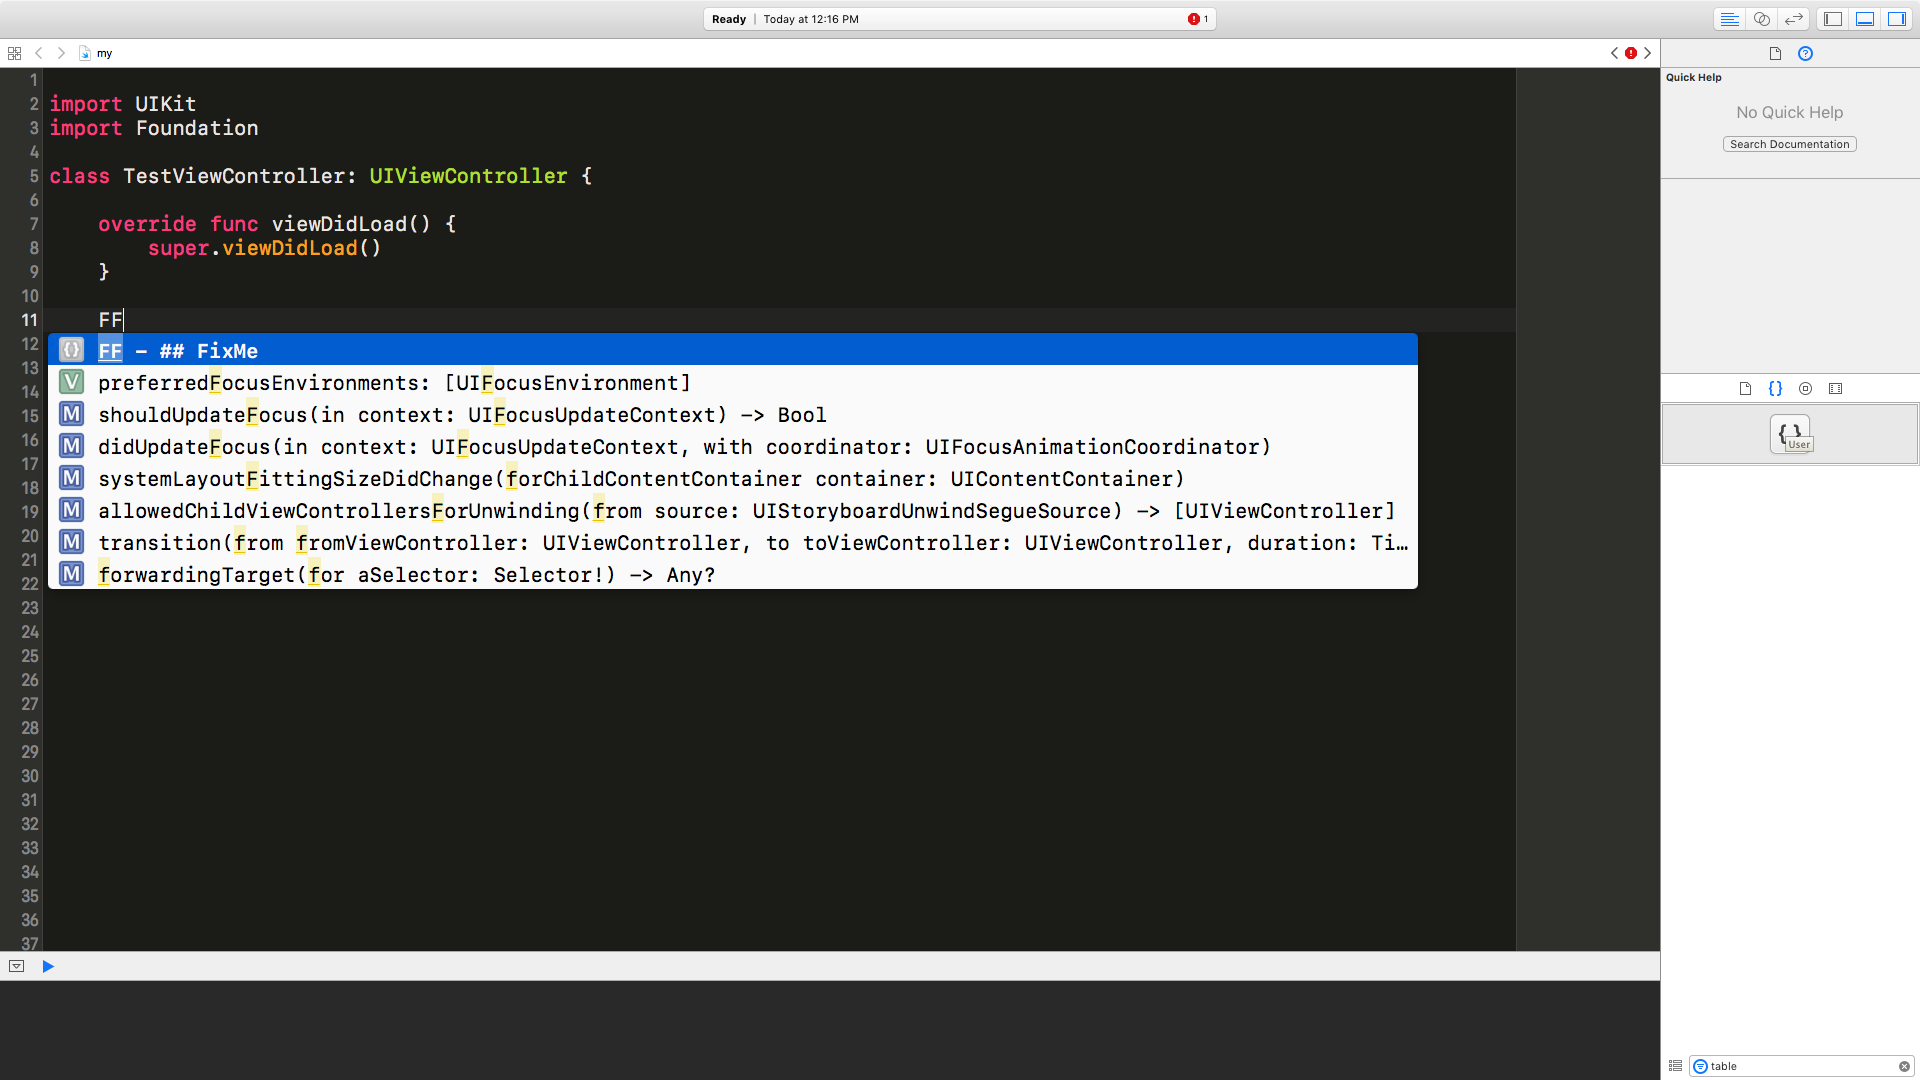 Ready | Today at 12:16 PM 1
my
1
2 import UIKit
3 import Foundation
4
5 class TestViewController: UIViewController {
6
7 override func viewDidLoad() {
8 super.viewDidLoad()
9 }
10
11 FF
12 {} FF – ## FixMe
13 V preferredFocusEnvironments: [UIFocusEnvironment]
14
15 M shouldUpdateFocus(in context: UIFocusUpdateContext) –> Bool
16 M didUpdateFocus(in context: UIFocusUpdateContext, with coordinator: UIFocusAnimationCoordinator)
17
18 M systemLayoutFittingSizeDidChange(forChildContentContainer container: UIContentContainer)
19 M allowedChildViewControllersForUnwinding(from source: UIStoryboardUnwindSegueSource) –> [UIViewController]
20 M transition(from fromViewController: UIViewController, to toViewController: UIViewController, duration: Ti…
21
22 M forwardingTarget(for aSelector: Selector!) –> Any?
23
24
25
26
27
28
29
30
31
32
33
34
35
36
37
Quick Help
No Quick Help
Search Documentation
{}
{ }
User
table